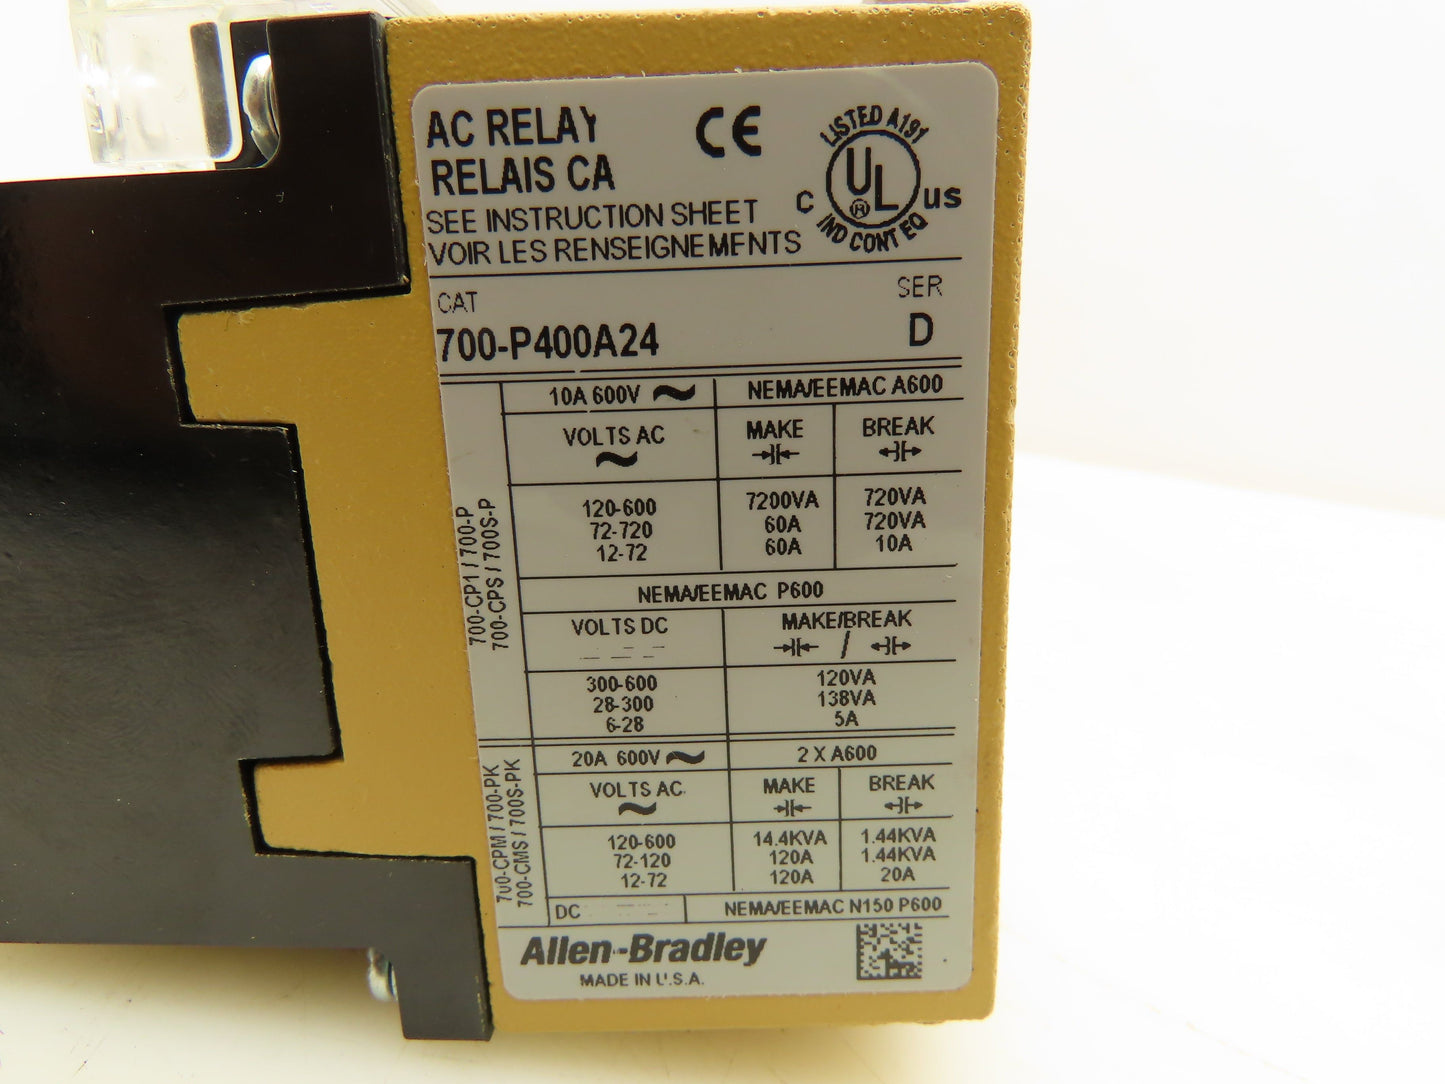 AC RELAY
RELAIS CA
SEE INSTRUCTION SHEET
VOIR LES RENSEIGNEMENTS
CE
LISTED A191
C UL US
®
IND CONT EQ
CAT
SER
700-P400A24
D
700-CP1 / 700-P
700-CPS / 700S-P
10A 600V
NEMA/EEMAC A600
VOLTS AC
MAKE
BREAK
120-600 7200VA 720VA
72-720 60A 720VA
12-72 60A 10A
NEMA/EEMAC P600
VOLTS DC
MAKE/BREAK
/
300-600 120VA
28-300 138VA
6-28 5A
700-CPM / 700-PK
700-CMS / 700S-PK
20A 600V
2 X A600
VOLTS AC
MAKE
BREAK
120-600 14.4KVA 1.44KVA
72-120 120A 1.44KVA
12-72 120A 20A
DC
NEMA/EEMAC N150 P600
Allen-Bradley
MADE IN U.S.A.